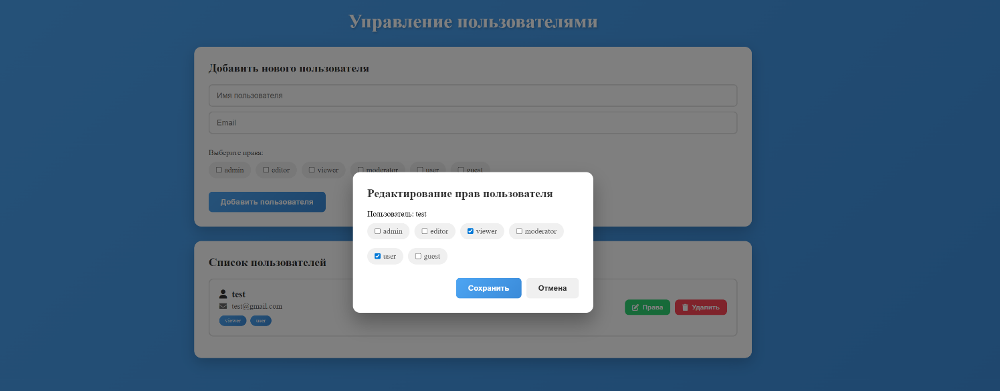 Управление пользователями
Добавить нового пользователя
Имя пользователя
Email
Выберите права:
admin editor viewer moderator user guest
Добавить пользователя
Редактирование прав пользователя
Пользователь: test
admin editor viewer moderator
user guest
Сохранить Отмена
Список пользователей
test
test@gmail.com
viewer user
Права Удалить